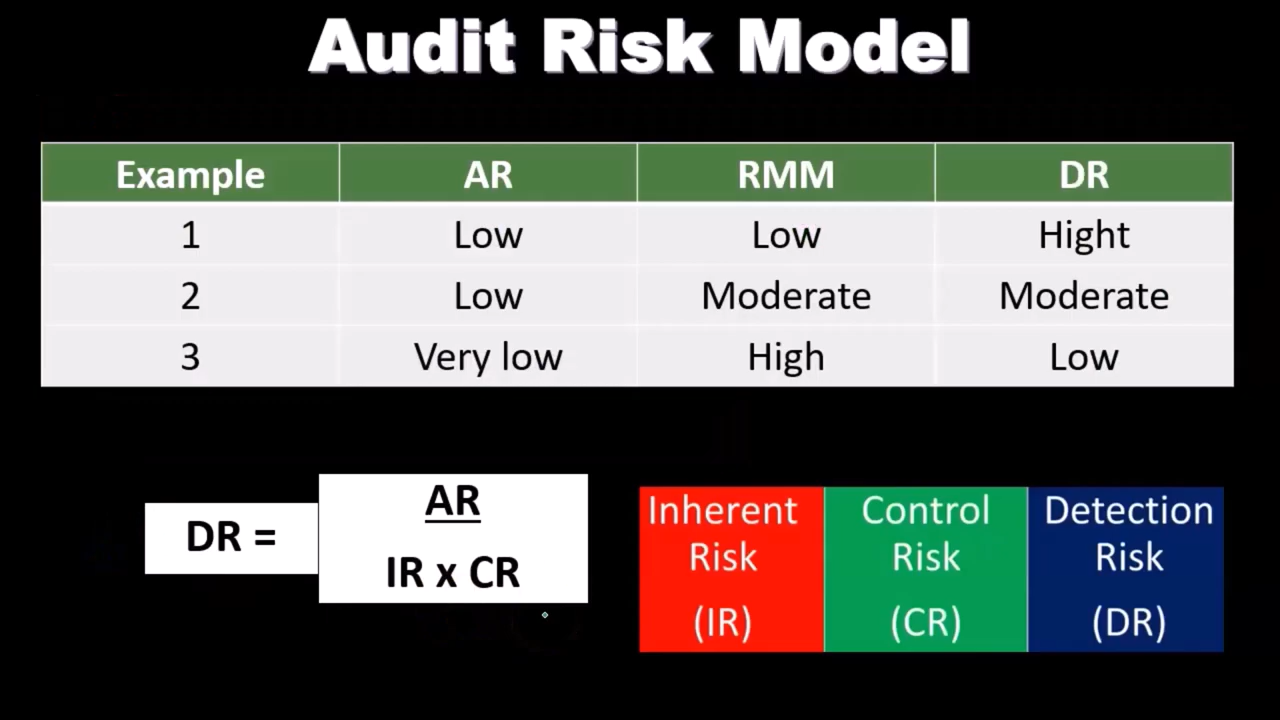 Audit Risk Model
Example AR RMM DR
1 Low Low Hight
2 Low Moderate Moderate
3 Very low High Low
DR =
AR
IR x CR
Inherent
Risk
(IR)
Control
Risk
(CR)
Detection
Risk
(DR)